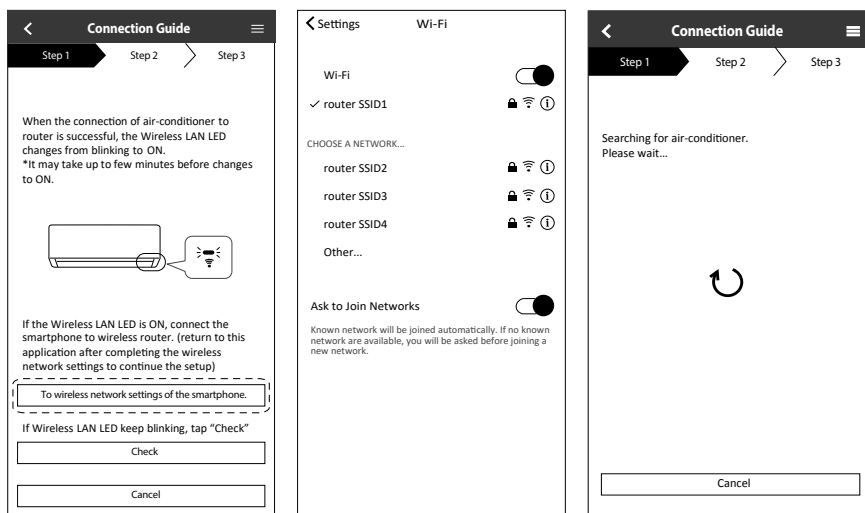 Connection Guide
Step 1
Step 2
Step 3
When the connection of air-conditioner to
router is successful, the Wireless LAN LED
changes from blinking to ON.
*It may take up to few minutes before changes
to ON.
If the Wireless LAN LED is ON, connect the
smartphone to wireless router. (return to this
application after completing the wireless
network settings to continue the setup)
To wireless network settings of the smartphone.
If Wireless LAN LED keep blinking, tap “Check”
Check
Cancel
Settings
Wi-Fi
Wi-Fi
router SSID1
CHOOSE A NETWORK...
router SSID2
router SSID3
router SSID4
Other...
Ask to Join Networks
Known network will be joined automatically. If no known
network are available, you will be asked before joining a
new network.
Connection Guide
Step 1
Step 2
Step 3
Searching for air-conditioner.
Please wait...
Cancel